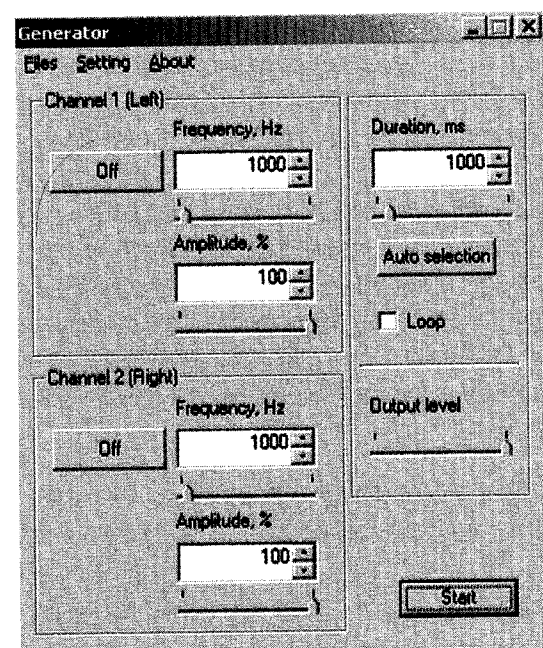 Generator
Files Setting About
Channel 1 (Left)
Frequency, Hz
Off
1000
Amplitude, %
100
Duration, ms
1000
Auto selection
Loop
Channel 2 (Right)
Frequency, Hz
Off
1000
Amplitude, %
100
Output level
Start